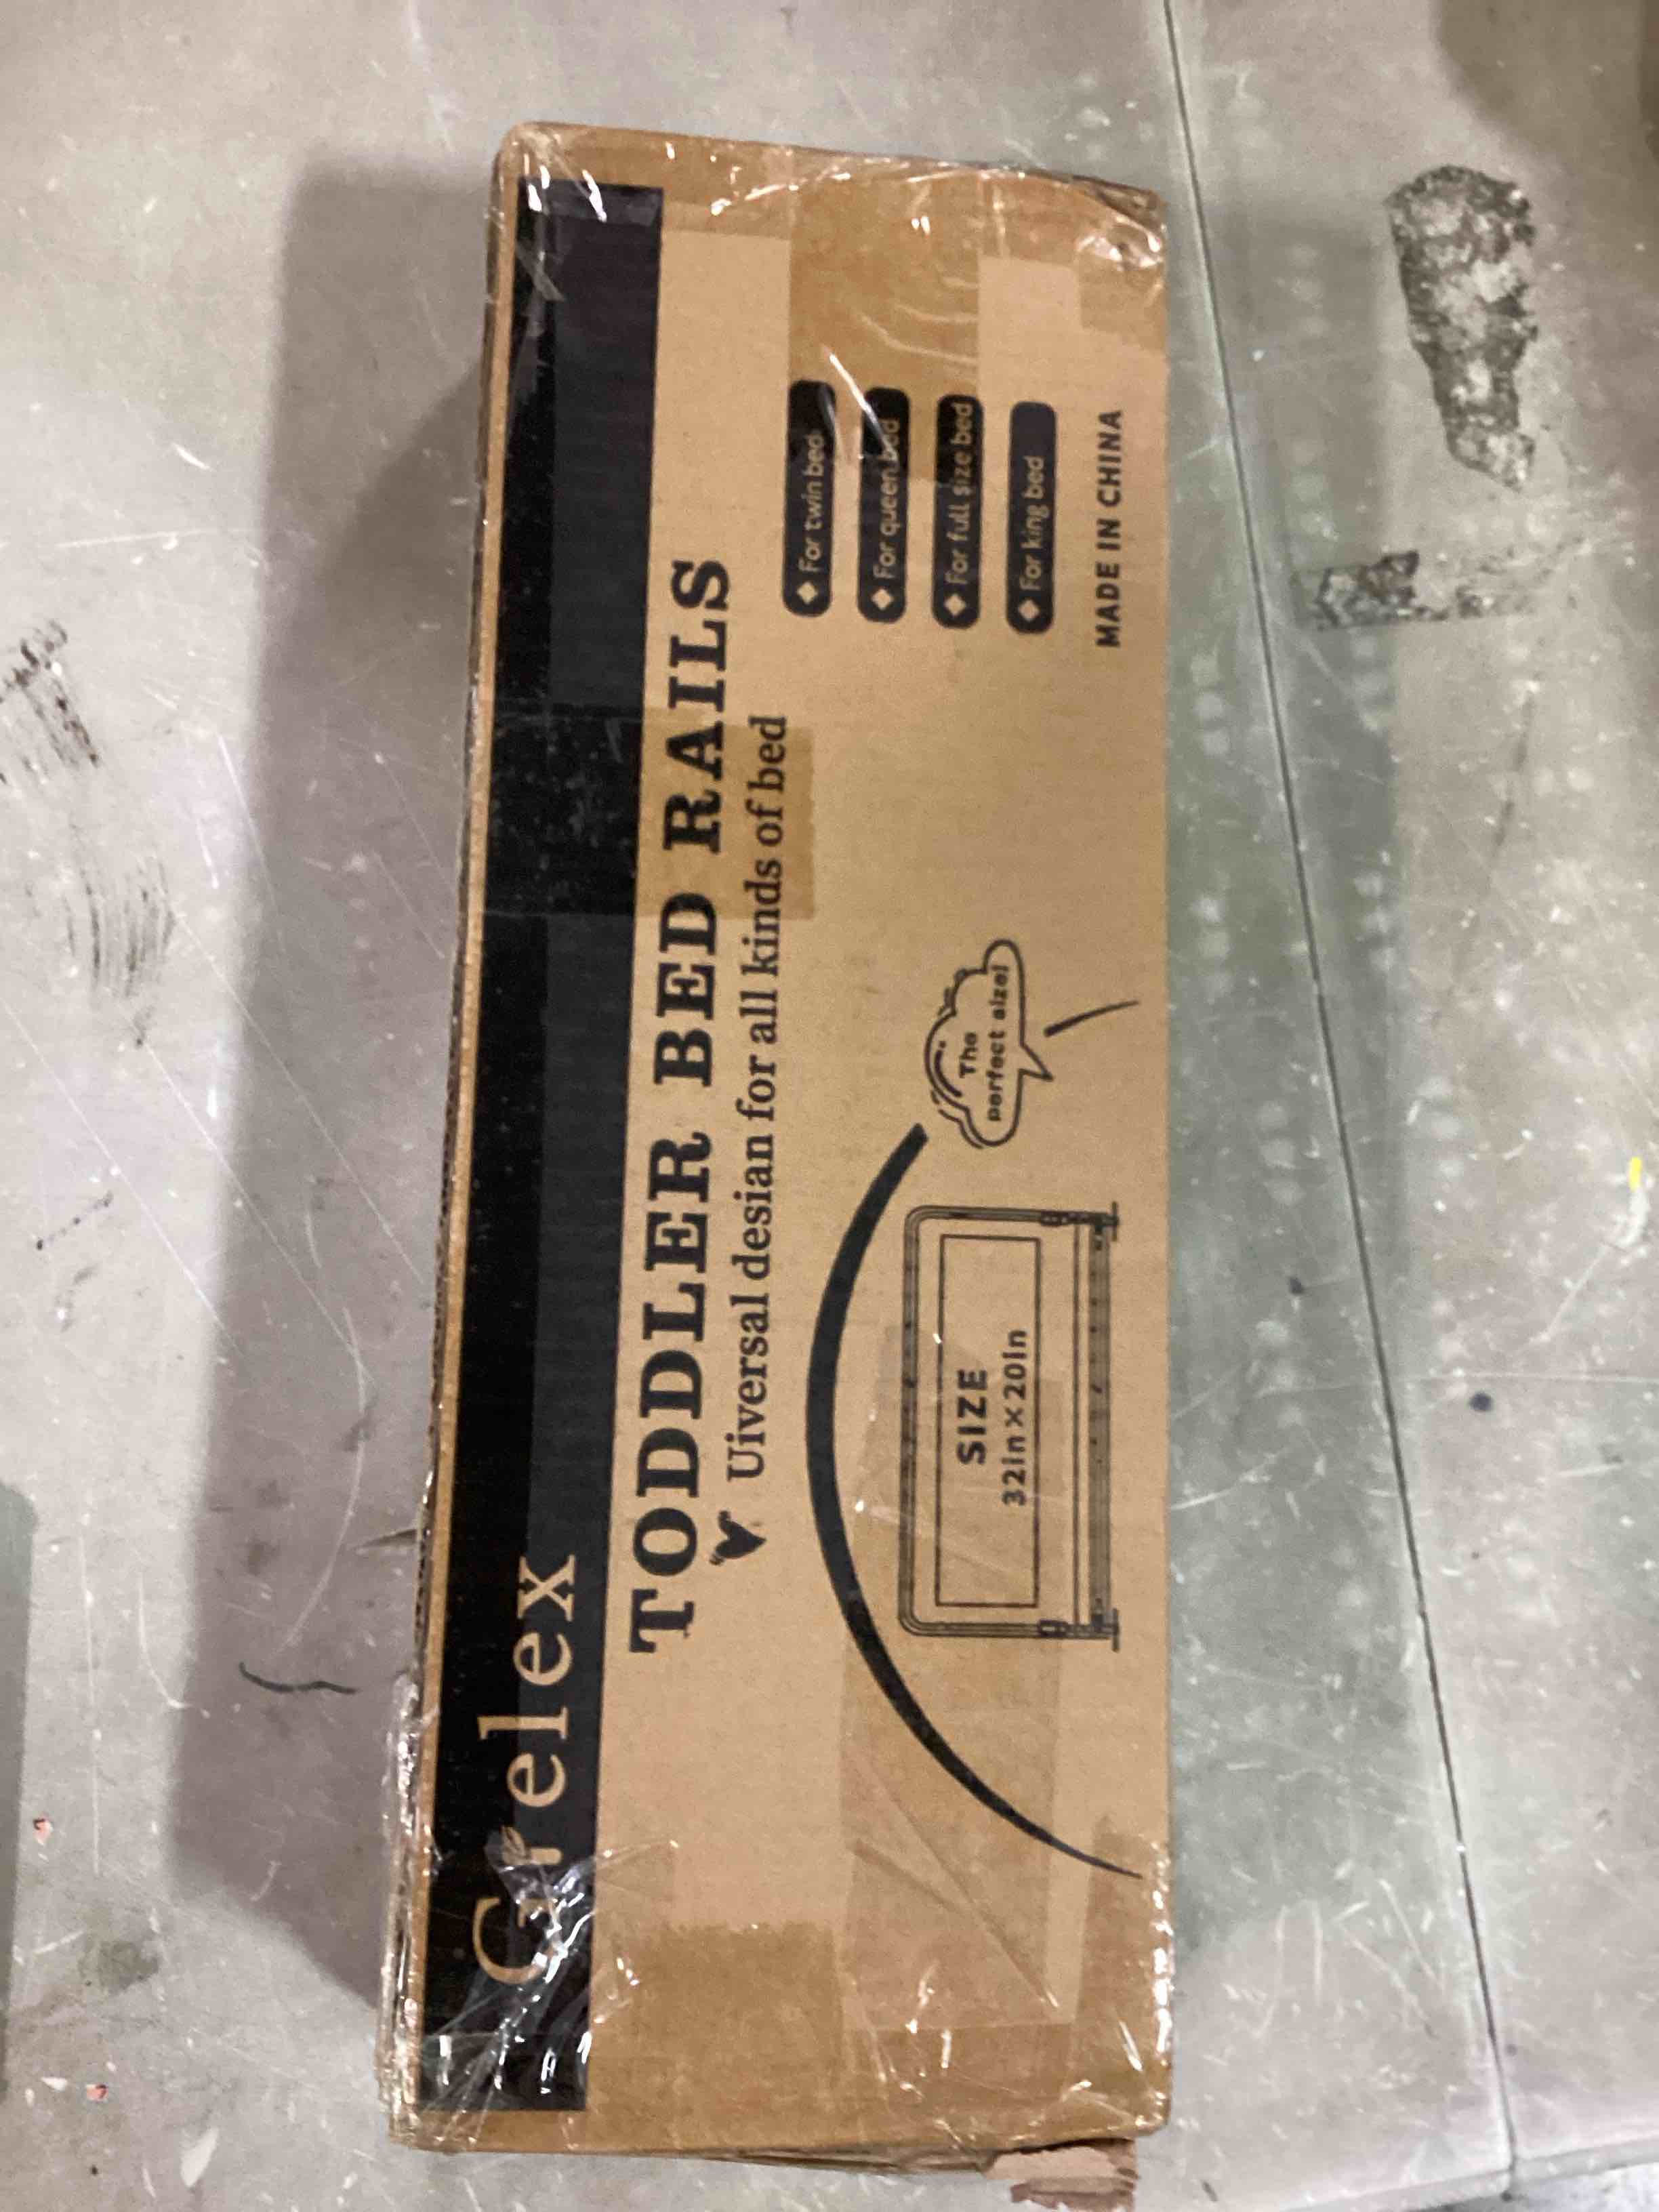 Grelex
TODDLER BED RAILS
Uiversal desian for all kinds of bed
For twin bed
For queen bed
For full size bed
For king bed
MADE IN CHINA
The
perfect size!
SIZE
32in×20in